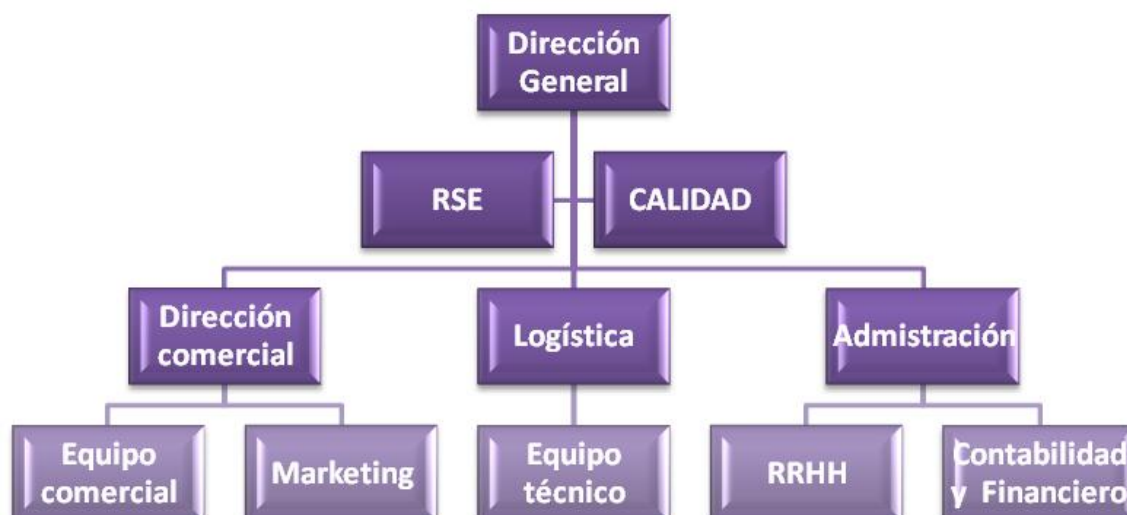 Dirección
General
RSE
CALIDAD
Dirección
comercial
Logística
Admistración
Equipo
comercial
Marketing
Equipo
técnico
RRHH
Contabilidad
y Financiero